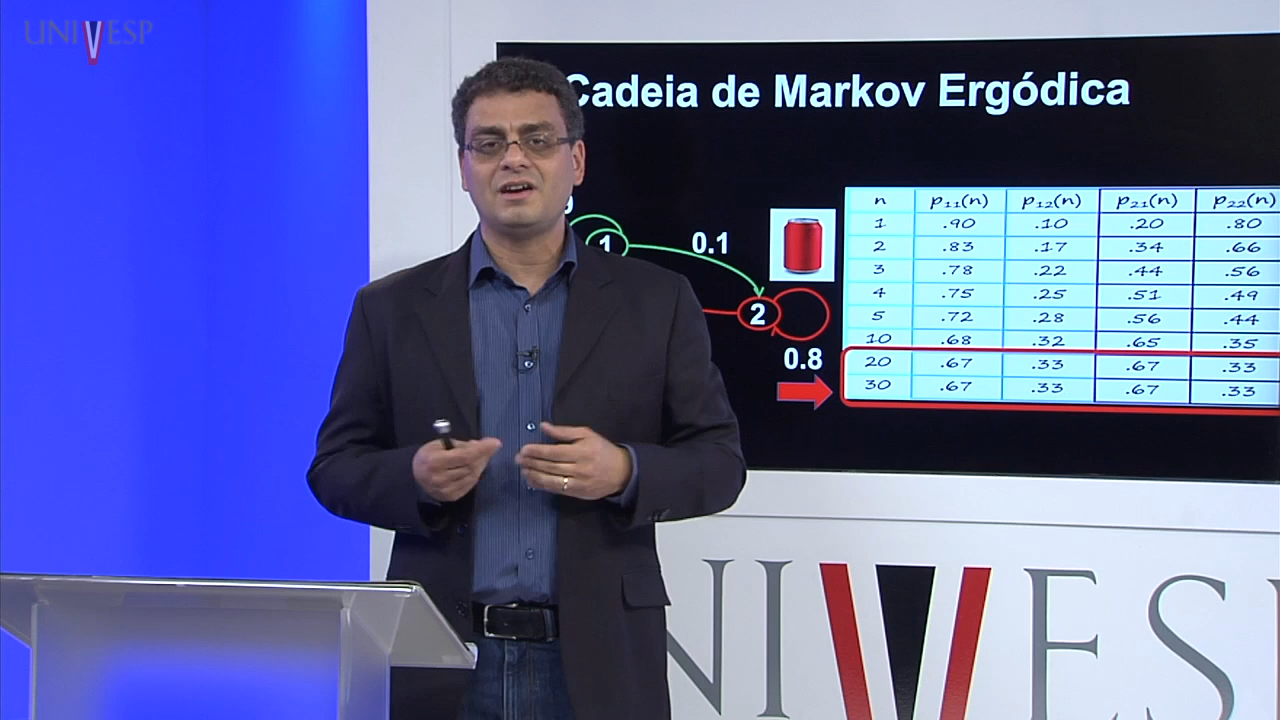 UNIVESP
Cadeia de Markov Ergódica
1
0.1
2
0.8
n p11(n) p12(n) p21(n) p22(n)
1 .90 .10 .20 .80
2 .83 .17 .34 .66
3 .78 .22 .44 .56
4 .75 .25 .51 .49
5 .72 .28 .56 .44
10 .68 .32 .65 .35
20 .67 .33 .67 .33
30 .67 .33 .67 .33
NIVESP